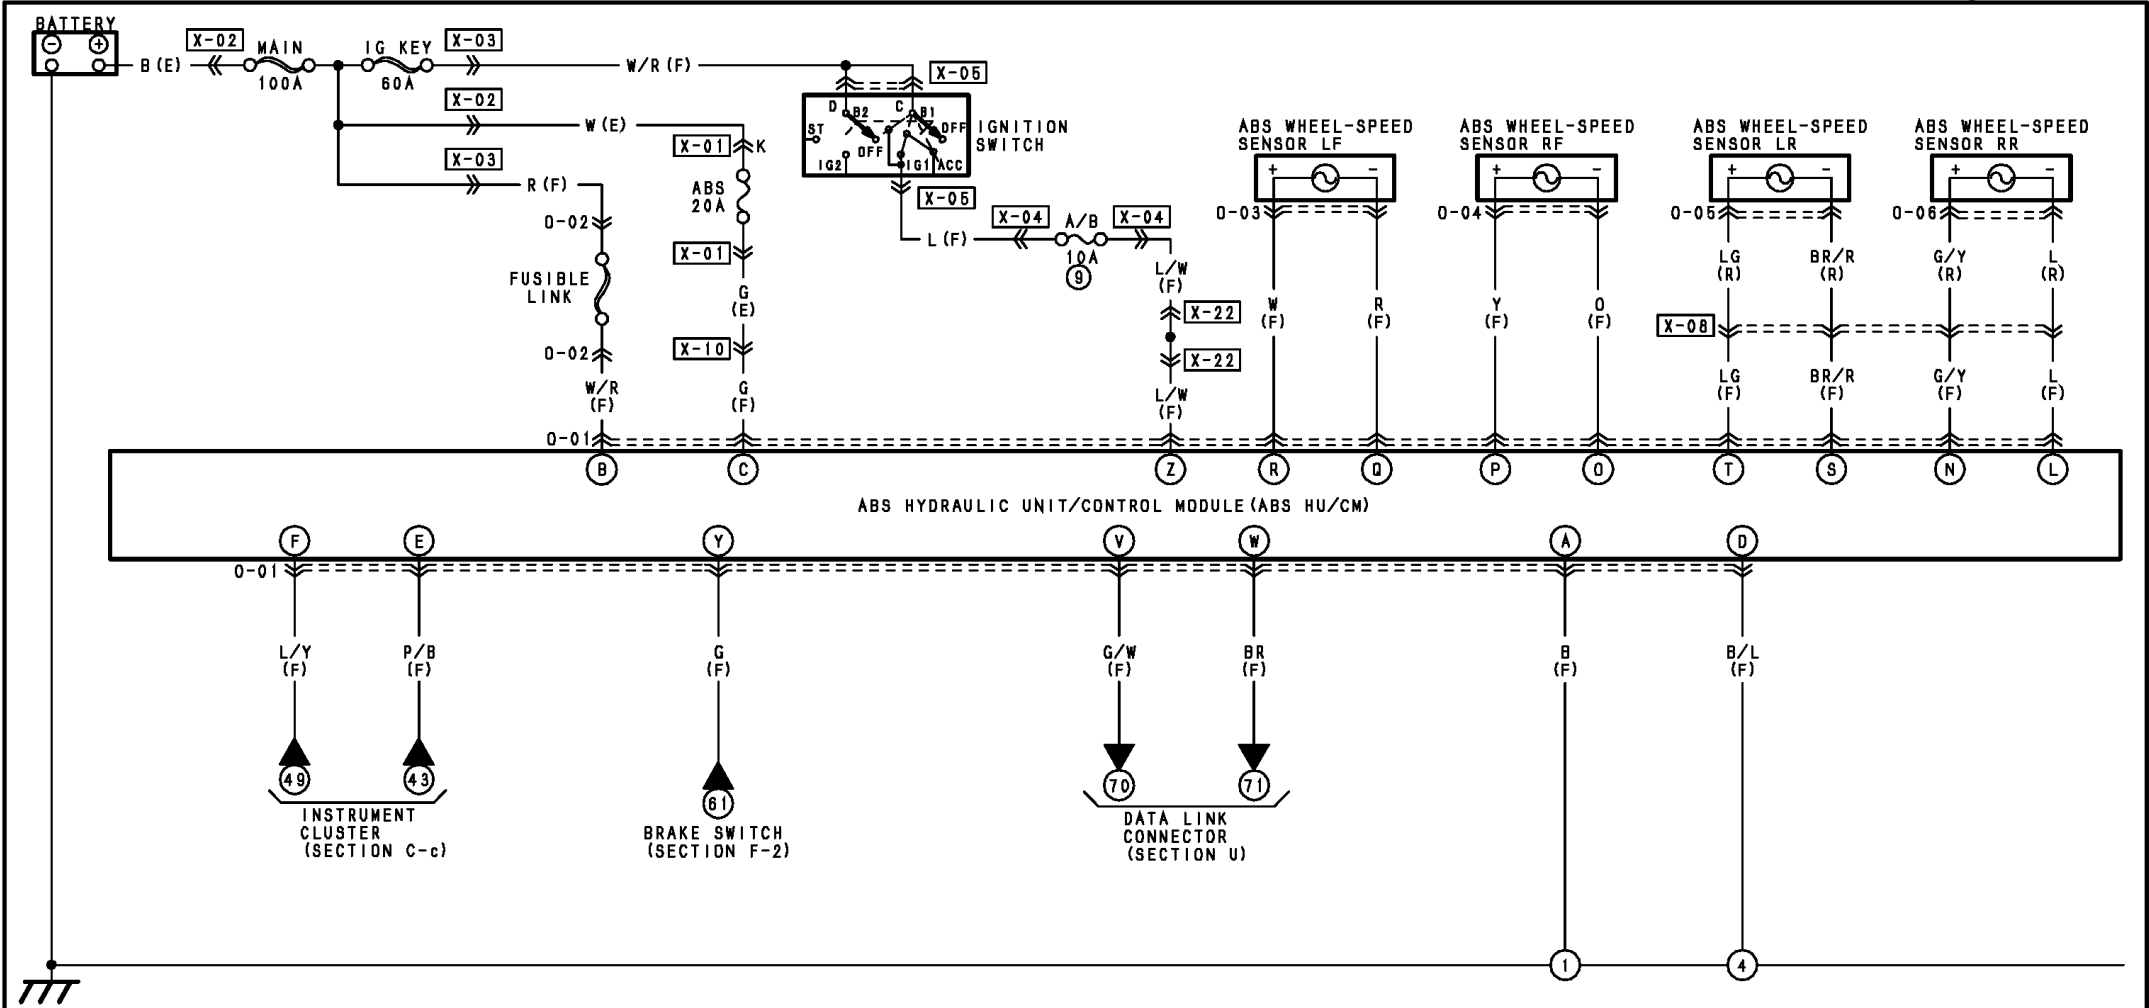 BATTERY
- +
B(E)
X-02
MAIN
100A
IG KEY
60A
X-03
W/R(F)
X-05
X-02
W(E)
X-01
K
ABS
20A
X-01
G
(E)
X-10
G
(F)
X-03
R(F)
O-02
FUSIBLE
LINK
O-02
W/R
(F)
O-01
D B2 C B1
ST OFF
OFF
IG2 IG1 ACC
IGNITION
SWITCH
X-05
L(F)
X-04
A/B
10A
9
X-04
L/W
(F)
X-22
X-22
L/W
(F)
ABS WHEEL-SPEED
SENSOR LF
+ -
O-03
W
(F)
R
(F)
ABS WHEEL-SPEED
SENSOR RF
+ -
O-04
Y
(F)
O
(F)
ABS WHEEL-SPEED
SENSOR LR
+ -
O-05
LG
(R)
BR/R
(R)
ABS WHEEL-SPEED
SENSOR RR
+ -
O-06
G/Y
(R)
L
(R)
X-08
LG
(F)
BR/R
(F)
G/Y
(F)
L
(F)
B C Z R Q P O T S N L
ABS HYDRAULIC UNIT/CONTROL MODULE(ABS HU/CM)
F E Y V W A D
O-01
L/Y
(F)
P/B
(F)
G
(F)
G/W
(F)
BR
(F)
B
(F)
B/L
(F)
49 43
INSTRUMENT
CLUSTER
(SECTION C-c)
61
BRAKE SWITCH
(SECTION F-2)
70 71
DATA LINK
CONNECTOR
(SECTION U)
1 4